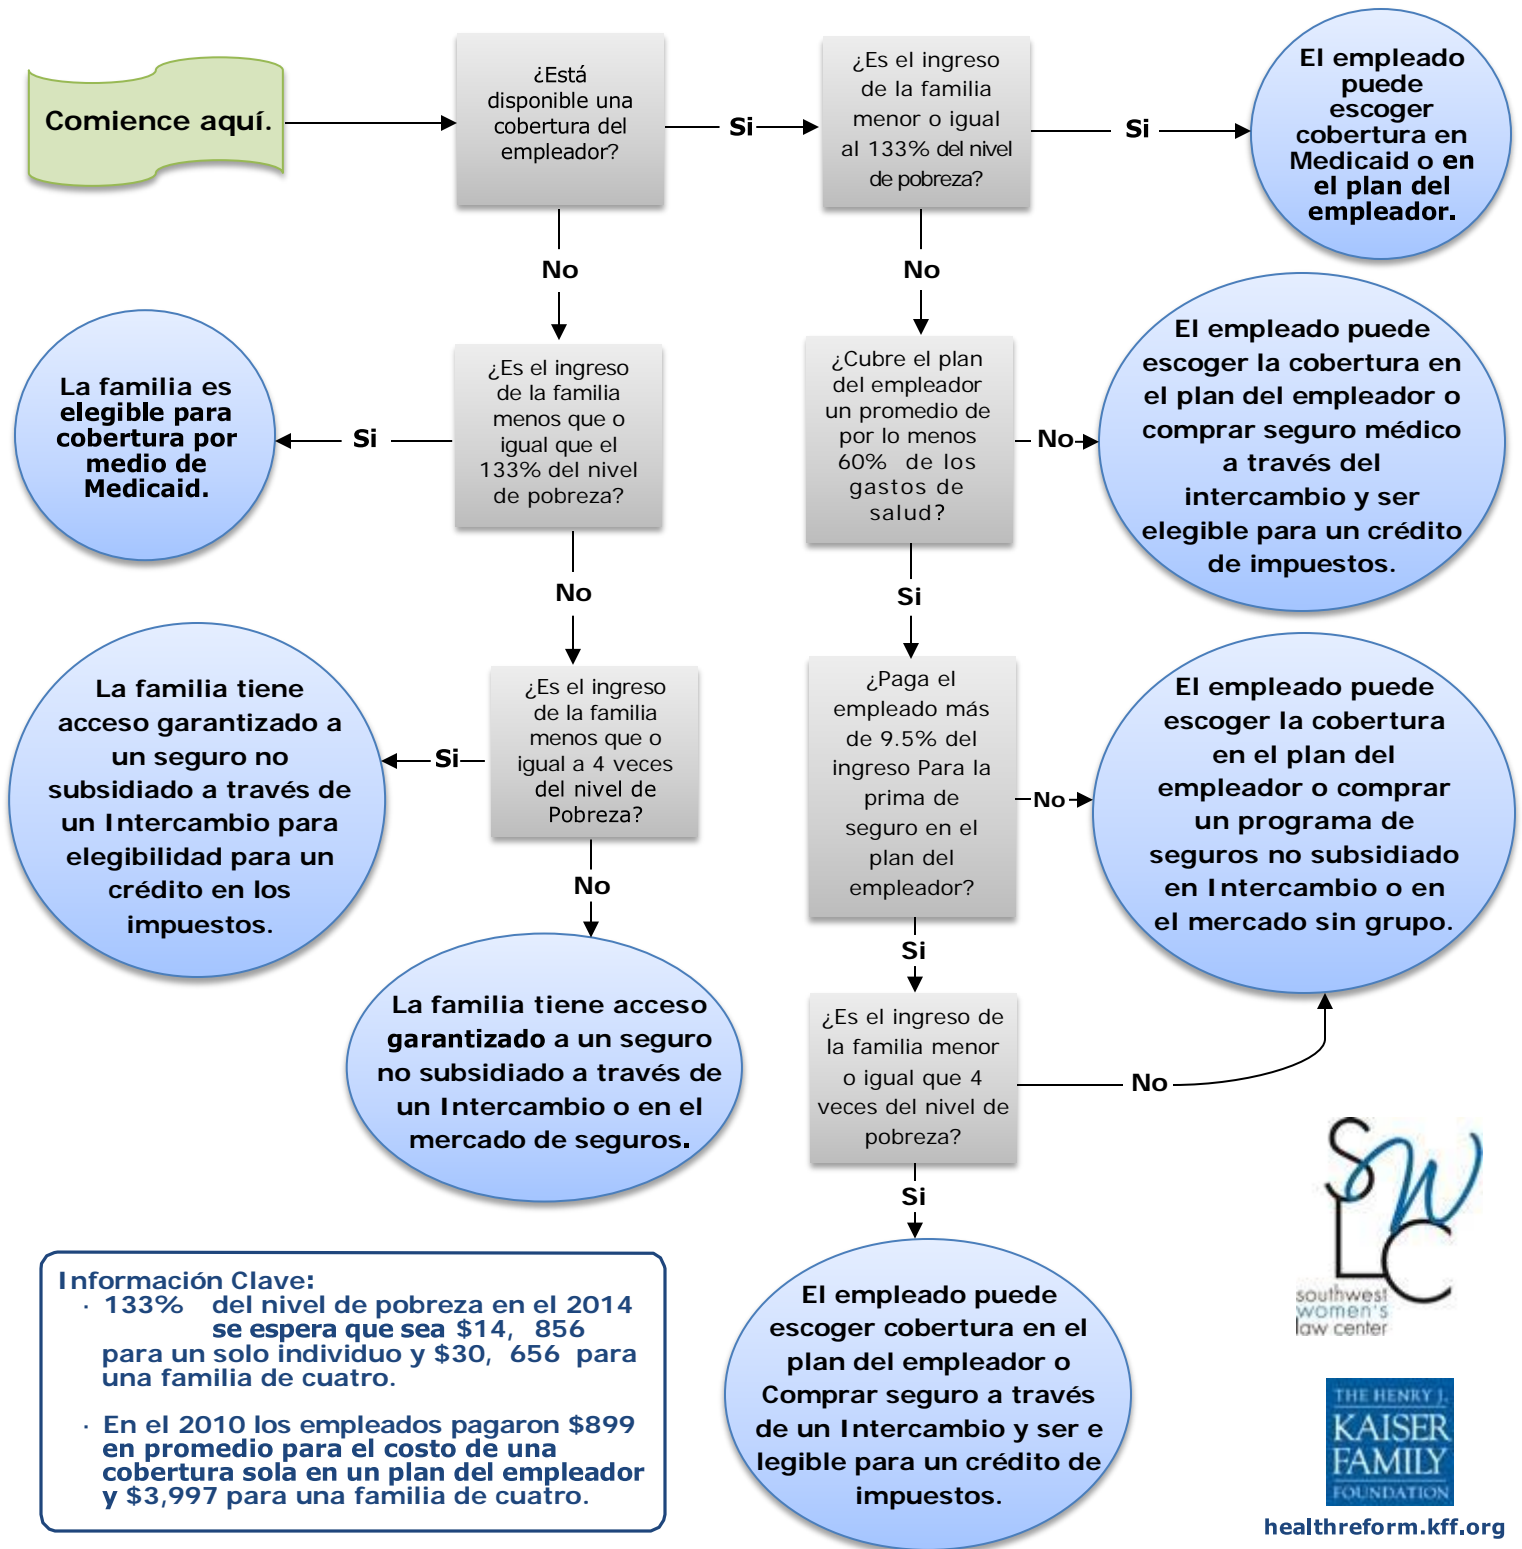 Comience aquí.
¿Está
disponible una
cobertura del
empleador?
Si
¿Es el ingreso
de la familia
menor o igual
al 133% del nivel
de pobreza?
Si
El empleado
puede
escoger
cobertura en
Medicaid o en
el plan del
empleador.
No
No
La familia es
elegible para
cobertura por
medio de
Medicaid.
Si
¿Es el ingreso
de la familia
menos que o
igual que el
133% del nivel
de pobreza?
¿Cubre el plan
del empleador
un promedio de
por lo menos
60% de los
gastos de
salud?
No
El empleado puede
escoger la cobertura en
el plan del empleador o
comprar seguro médico
a través del
intercambio y ser
elegible para un crédito
de impuestos.
No
Si
La familia tiene
acceso garantizado a
un seguro no
subsidiado a través de
un Intercambio para
elegibilidad para un
crédito en los
impuestos.
Si
¿Es el ingreso
de la familia
menos que o
igual a 4 veces
del nivel de
Pobreza?
¿Paga el
empleado más
de 9.5% del
ingreso Para la
prima de
seguro en el
plan del
empleador?
No
El empleado puede
escoger la cobertura
en el plan del
empleador o comprar
un programa de
seguros no subsidiado
en Intercambio o en
el mercado sin grupo.
No
Si
La familia tiene acceso
garantizado a un seguro
no subsidiado a través de
un Intercambio o en el
mercado de seguros.
¿Es el ingreso de
la familia menor
o igual que 4
veces del nivel de
pobreza?
No
Si
El empleado puede
escoger cobertura en el
plan del empleador o
Comprar seguro a través
de un Intercambio y ser e
legible para un crédito de
impuestos.
Información Clave:
· 133% del nivel de pobreza en el 2014
se espera que sea $14, 856
para un solo individuo y $30, 656 para
una familia de cuatro.
· En el 2010 los empleados pagaron $899
en promedio para el costo de una
cobertura sola en un plan del empleador
y $3,997 para una familia de cuatro.
SWLC
southwest
women's
law center
THE HENRY J.
KAISER
FAMILY
FOUNDATION
healthreform.kff.org